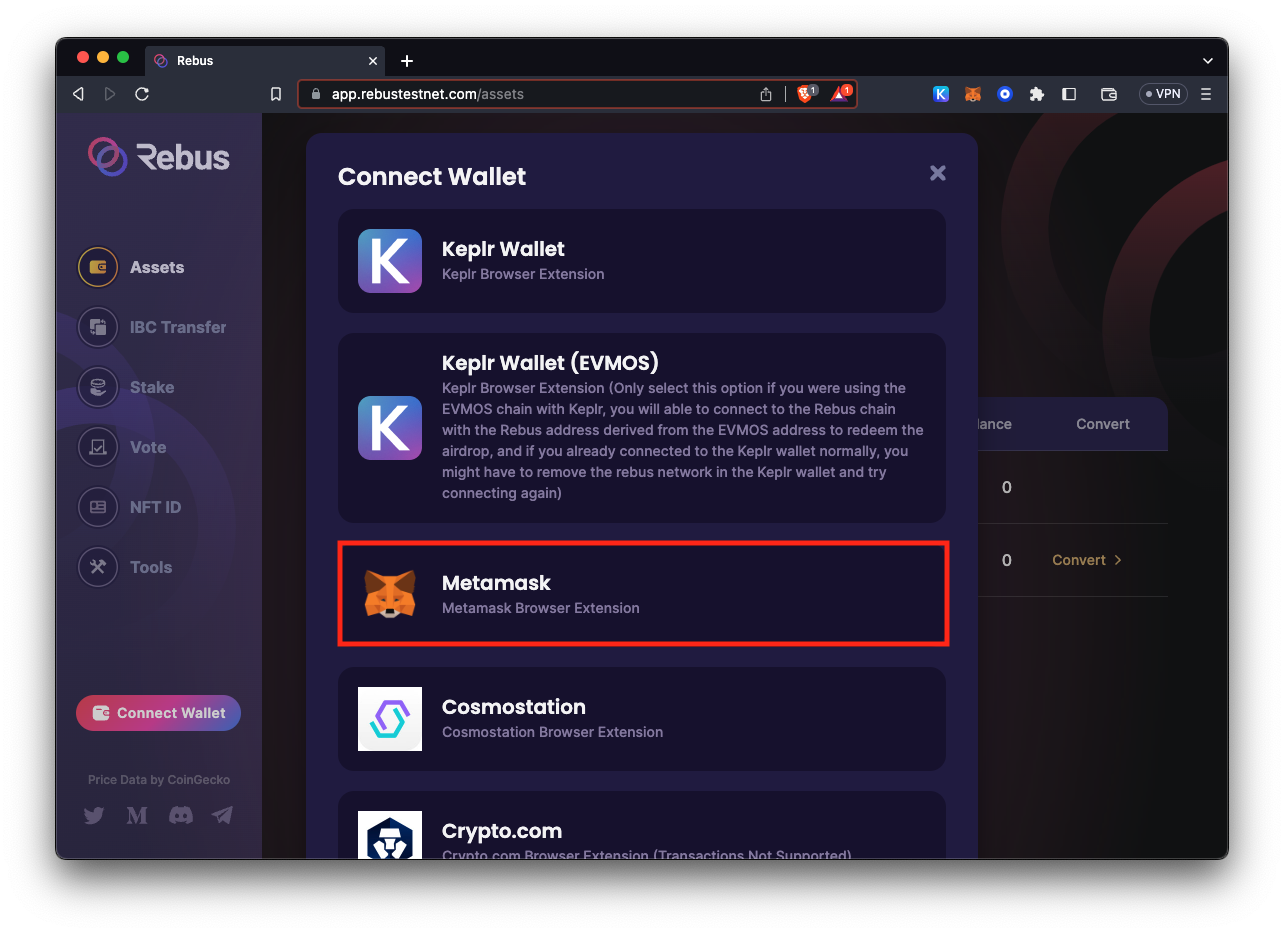 Rebus
app.rebustestnet.com/assets
1
1
K
VPN
Rebus
Assets
IBC Transfer
Stake
Vote
NFT ID
Tools
Connect Wallet
Price Data by CoinGecko
M
Connect Wallet
K
Keplr Wallet
Keplr Browser Extension
K
Keplr Wallet (EVMOS)
Keplr Browser Extension (Only select this option if you were using the
EVMOS chain with Keplr, you will able to connect to the Rebus chain
with the Rebus address derived from the EVMOS address to redeem the
airdrop, and if you already connected to the Keplr wallet normally, you
might have to remove the rebus network in the Keplr wallet and try
connecting again)
Metamask
Metamask Browser Extension
Cosmostation
Cosmostation Browser Extension
Crypto.com
Crypto.com Browser Extension (Transactions Not Supported)
lance
Convert
0
0
Convert >